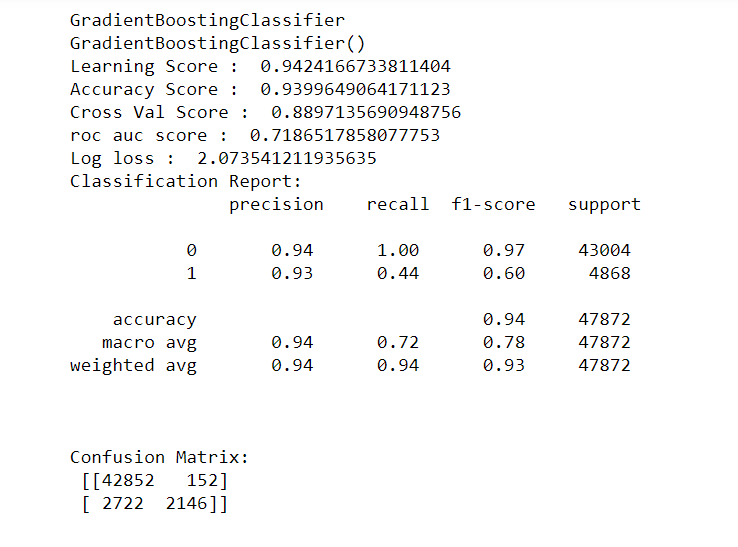 GradientBoostingClassifier
GradientBoostingClassifier()
Learning Score :  0.9424166733811404
Accuracy Score :  0.9399649064171123
Cross Val Score :  0.8897135690948756
roc auc score :  0.7186517858077753
Log loss :  2.073541211935635
Classification Report:
               precision    recall  f1-score   support
           0       0.94      1.00      0.97     43004
           1       0.93      0.44      0.60      4868
    accuracy                           0.94     47872
   macro avg       0.94      0.72      0.78     47872
weighted avg       0.94      0.94      0.93     47872
Confusion Matrix:
 [[42852   152]
 [ 2722  2146]]